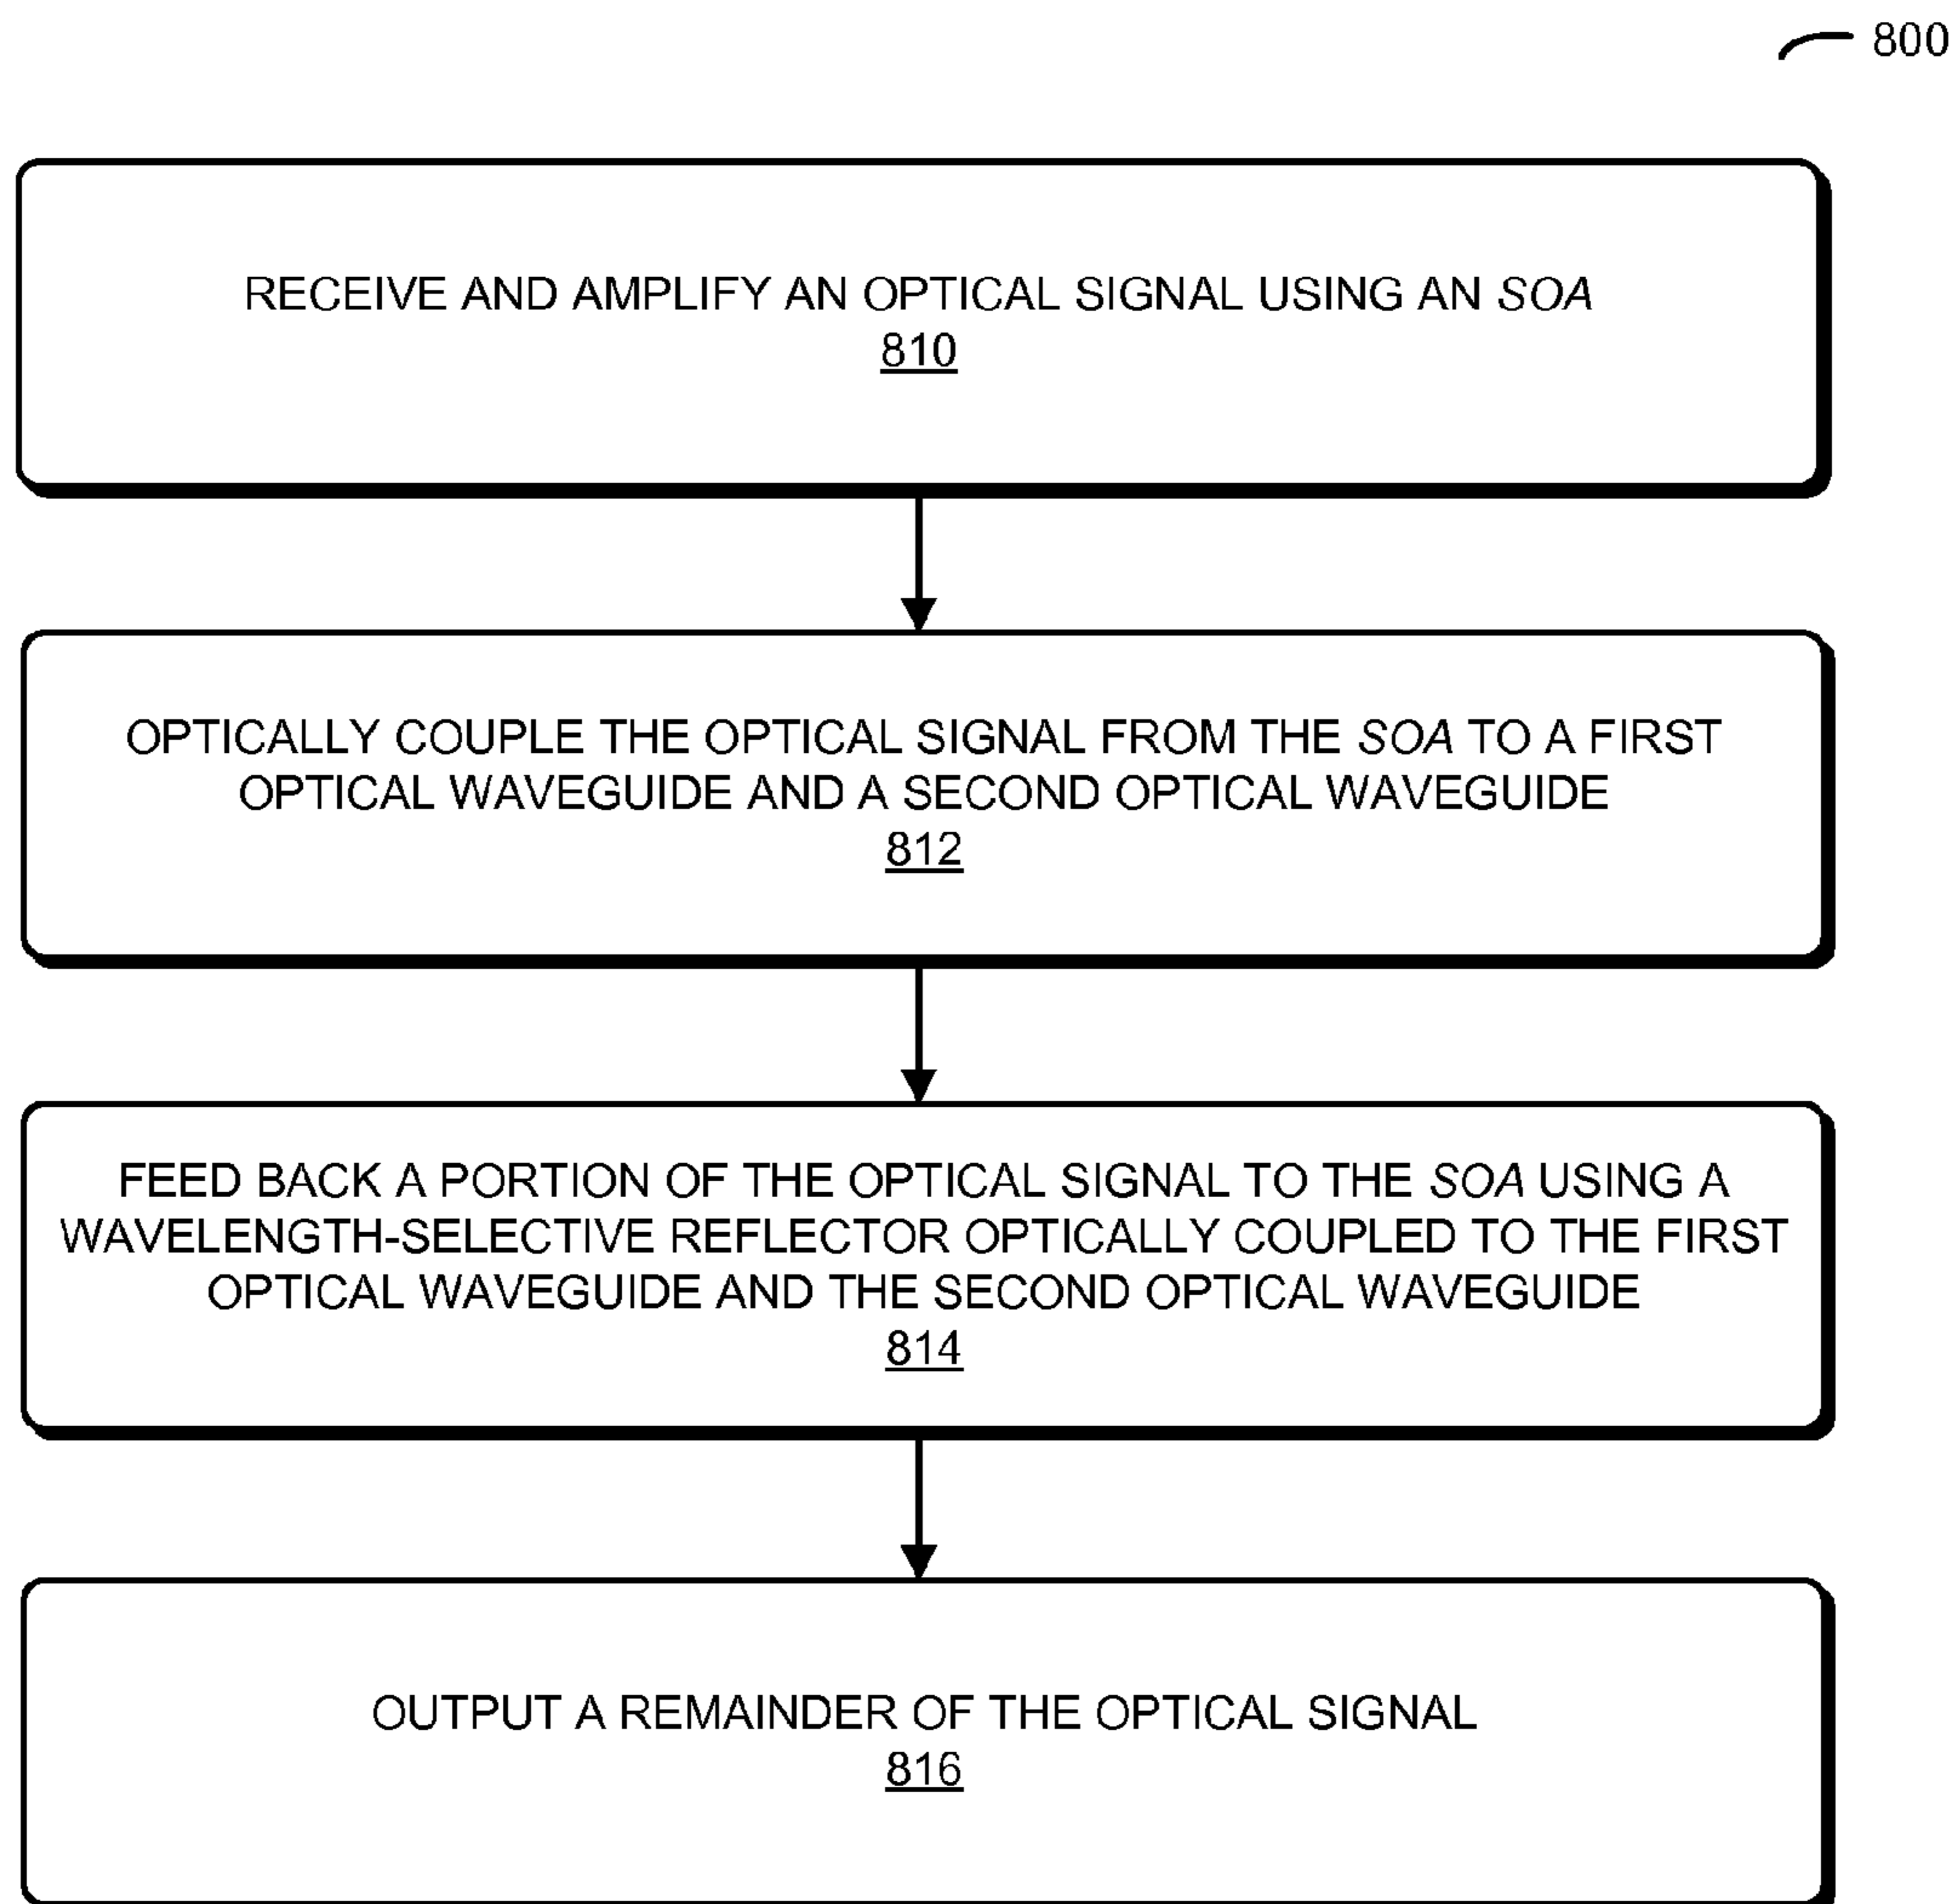 800
RECEIVE AND AMPLIFY AN OPTICAL SIGNAL USING AN SOA
810
OPTICALLY COUPLE THE OPTICAL SIGNAL FROM THE SOA TO A FIRST
OPTICAL WAVEGUIDE AND A SECOND OPTICAL WAVEGUIDE
812
FEED BACK A PORTION OF THE OPTICAL SIGNAL TO THE SOA USING A
WAVELENGTH-SELECTIVE REFLECTOR OPTICALLY COUPLED TO THE FIRST
OPTICAL WAVEGUIDE AND THE SECOND OPTICAL WAVEGUIDE
814
OUTPUT A REMAINDER OF THE OPTICAL SIGNAL
816